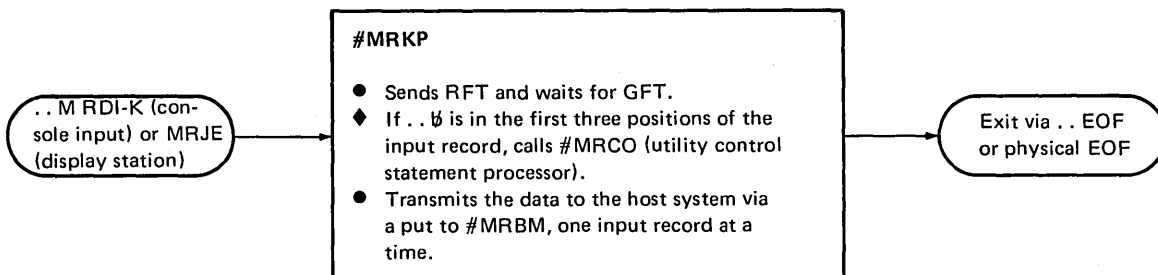 . . M RDI-K (con-
sole input) or MRJE
(display station)
#MRKP
● Sends RFT and waits for GFT.
♦ If . . b̸ is in the first three positions of the
input record, calls #MRCO (utility control
statement processor).
● Transmits the data to the host system via
a put to #MRBM, one input record at a
time.
Exit via . . EOF
or physical EOF